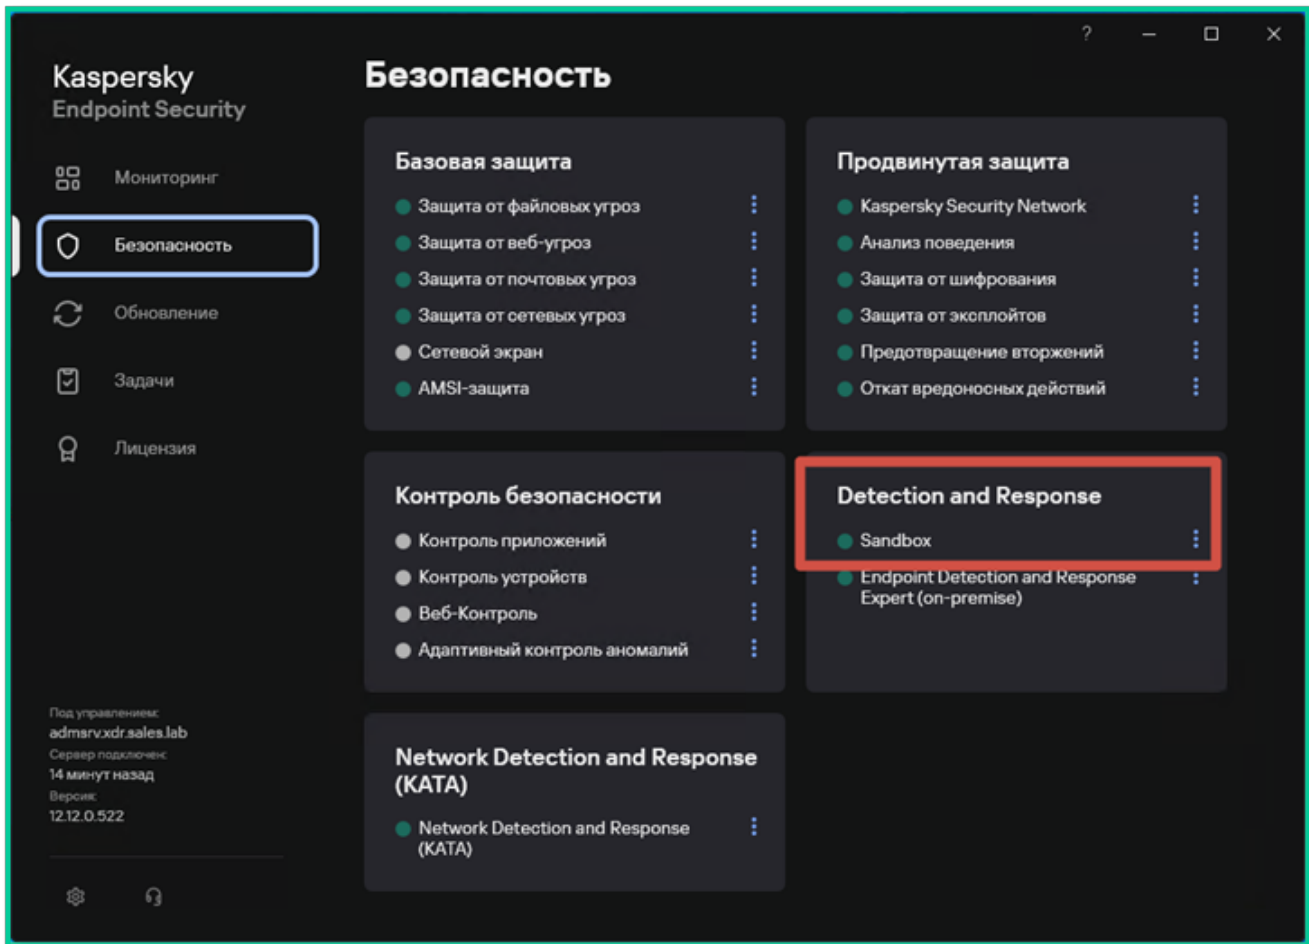 ?
Kaspersky
Endpoint Security
Мониторинг
Безопасность
Обновление
Задачи
Лицензия
Под управлением:
admsrv.xdr.sales.lab
Сервер подключен:
14 минут назад
Версия:
12.12.0.522
Безопасность
Базовая защита
Защита от файловых угроз
Защита от веб-угроз
Защита от почтовых угроз
Защита от сетевых угроз
Сетевой экран
AMSI-защита
Продвинутая защита
Kaspersky Security Network
Анализ поведения
Защита от шифрования
Защита от эксплойтов
Предотвращение вторжений
Откат вредоносных действий
Контроль безопасности
Контроль приложений
Контроль устройств
Веб-Контроль
Адаптивный контроль аномалий
Detection and Response
Sandbox
Endpoint Detection and Response
Expert (on-premise)
Network Detection and Response
(KATA)
Network Detection and Response
(KATA)